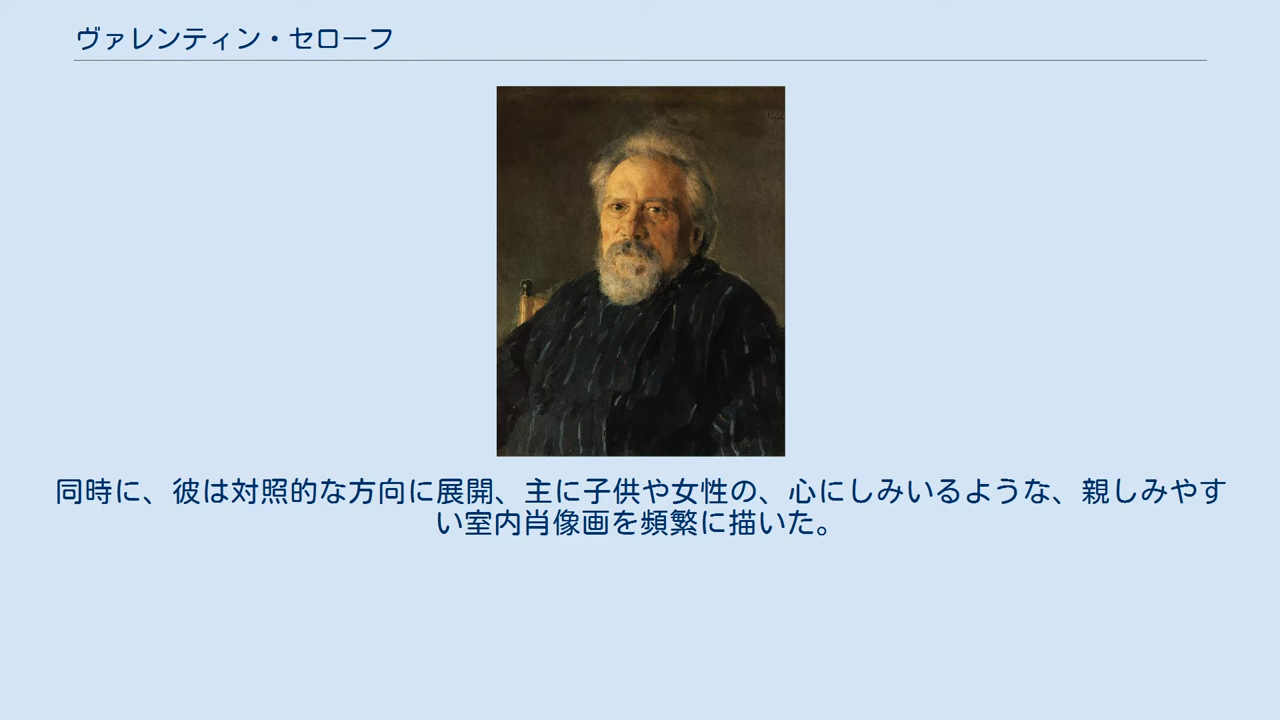 ヴァレンティン・セローフ
同時に、彼は対照的な方向に展開、主に子供や女性の、心にしみいるような、親しみやす
い室内肖像画を頻繁に描いた。